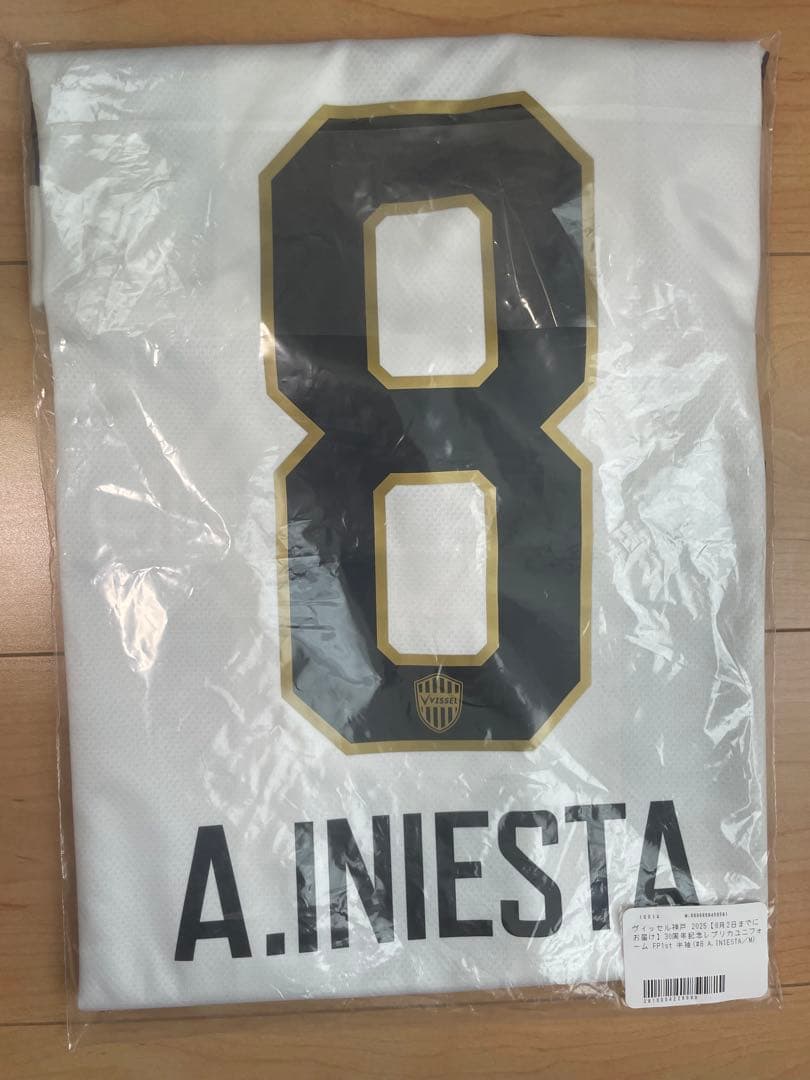 8
VISSEL
A.INIESTA
ヴィッセル神戸 2025【8月2日までに
お届け】30周年記念レプリカユニフォ
ーム FP1st 半袖(#8 A.INIESTA/M)